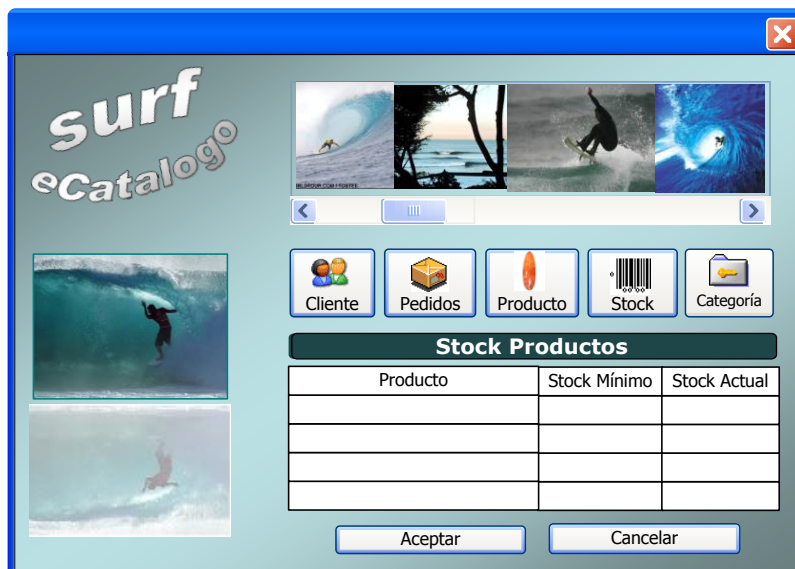 surf
eCatalogo
Cliente
Pedidos
Producto
Stock
Categoría
Stock Productos
Producto Stock Mínimo Stock Actual
Aceptar Cancelar